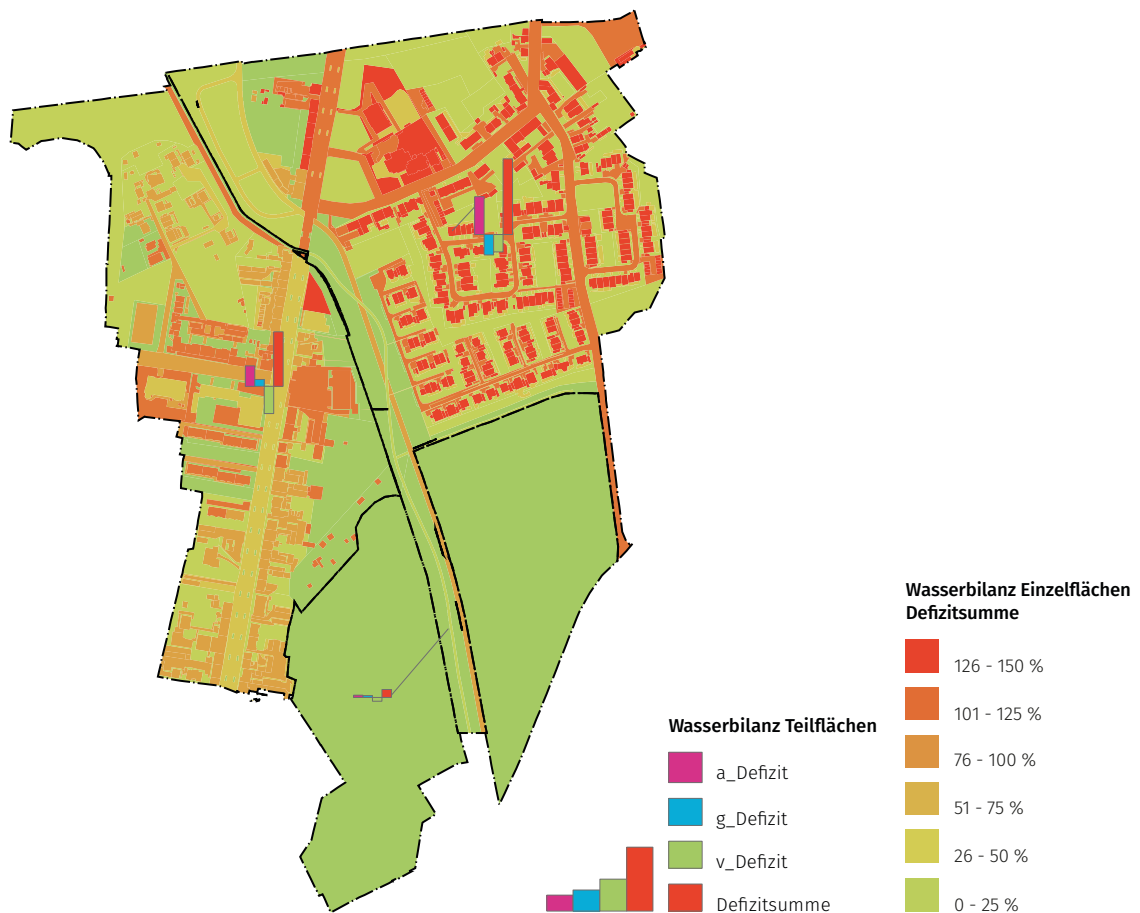 Wasserbilanz Teilflächen
a_Defizit
g_Defizit
v_Defizit
Defizitsumme
Wasserbilanz Einzelflächen
Defizitsumme
126 - 150 %
101 - 125 %
76 - 100 %
51 - 75 %
26 - 50 %
0 - 25 %